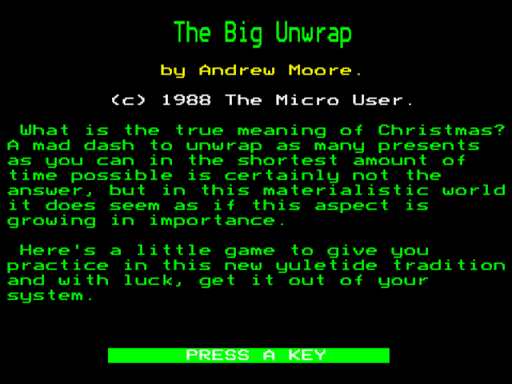 The Big Unwrap
by Andrew Moore.
(c) 1988 The Micro User.
What is the true meaning of Christmas?
A mad dash to unwrap as many presents
as you can in the shortest amount of
time possible is certainly not the
answer, but in this materialistic world
it does seem as if this aspect is
growing in importance.
Here's a little game to give you
practice in this new yuletide tradition
and with luck, get it out of your
system.
PRESS A KEY